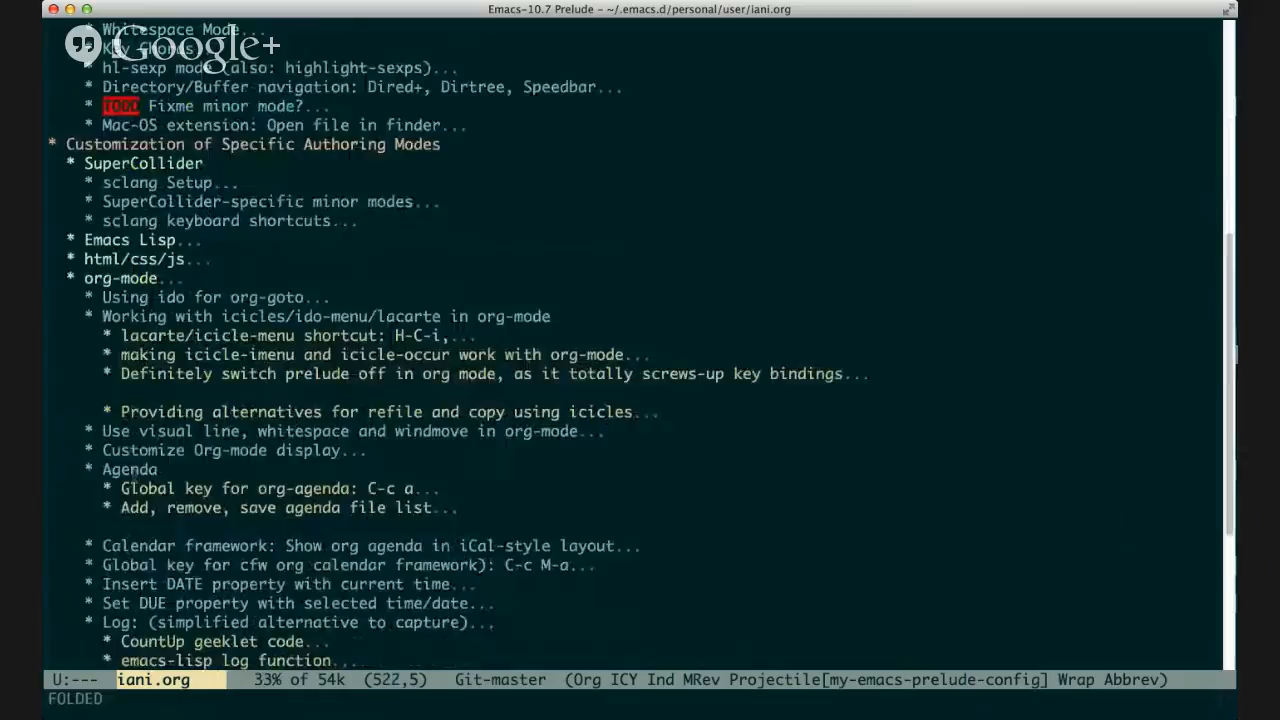 Emacs-10.7 Prelude - ~/.emacs.d/personal/user/iani.org
* Whitespace Mode...
Google+
* Key Chords
* hl-sexp mode (also: highlight-sexps)...
* Directory/Buffer navigation: Dired+, Dirtree, Speedbar...
* TODO Fixme minor mode?...
* Mac-OS extension: Open file in finder...
* Customization of Specific Authoring Modes
* SuperCollider
* sclang Setup...
* SuperCollider-specific minor modes...
* sclang keyboard shortcuts...
* Emacs Lisp...
* html/css/js...
* org-mode...
* Using ido for org-goto...
* Working with icicles/ido-menu/lacarte in org-mode
* lacarte/icicle-menu shortcut: H-C-i,...
* making icicle-imenu and icicle-occur work with org-mode...
* Definitely switch prelude off in org mode, as it totally screws-up key bindings...
* Providing alternatives for refile and copy using icicles...
* Use visual line, whitespace and windmove in org-mode...
* Customize Org-mode display...
* Agenda
* Global key for org-agenda: C-c a...
* Add, remove, save agenda file list...
* Calendar framework: Show org agenda in iCal-style layout...
* Global key for cfw org calendar framework): C-c M-a...
* Insert DATE property with current time...
* Set DUE property with selected time/date...
* Log: (simplified alternative to capture)...
* CountUp geeklet code...
* emacs-lisp log function...
U:--- iani.org 33% of 54k (522,5) Git-master (Org ICY Ind MRev Projectile[my-emacs-prelude-config] Wrap Abbrev)
FOLDED